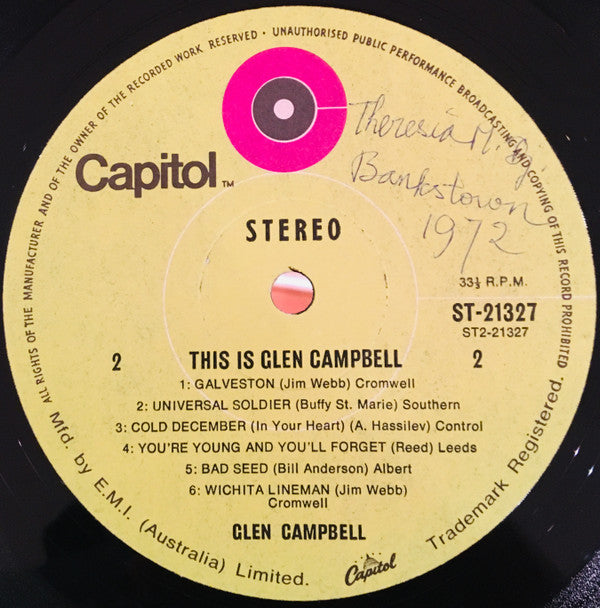 ALL RIGHTS OF THE MANUFACTURER AND OF THE OWNER OF THE RECORDED WORK RESERVED • UNAUTHORISED PUBLIC PERFORMANCE BROADCASTING AND COPYING OF THIS RECORD PROHIBITED
Capitol TM
Theresia M.
Bankstown
1972
STEREO
33⅓ R.P.M.
ST-21327
ST2-21327
2 THIS IS GLEN CAMPBELL 2
1: GALVESTON (Jim Webb) Cromwell
2: UNIVERSAL SOLDIER (Buffy St. Marie) Southern
3: COLD DECEMBER (In Your Heart) (A. Hassilev) Control
4: YOU'RE YOUNG AND YOU'LL FORGET (Reed) Leeds
5: BAD SEED (Bill Anderson) Albert
6: WICHITA LINEMAN (Jim Webb)
Cromwell
GLEN CAMPBELL
Mfd. by E.M.I. (Australia) Limited. Capitol Trademark Registered.